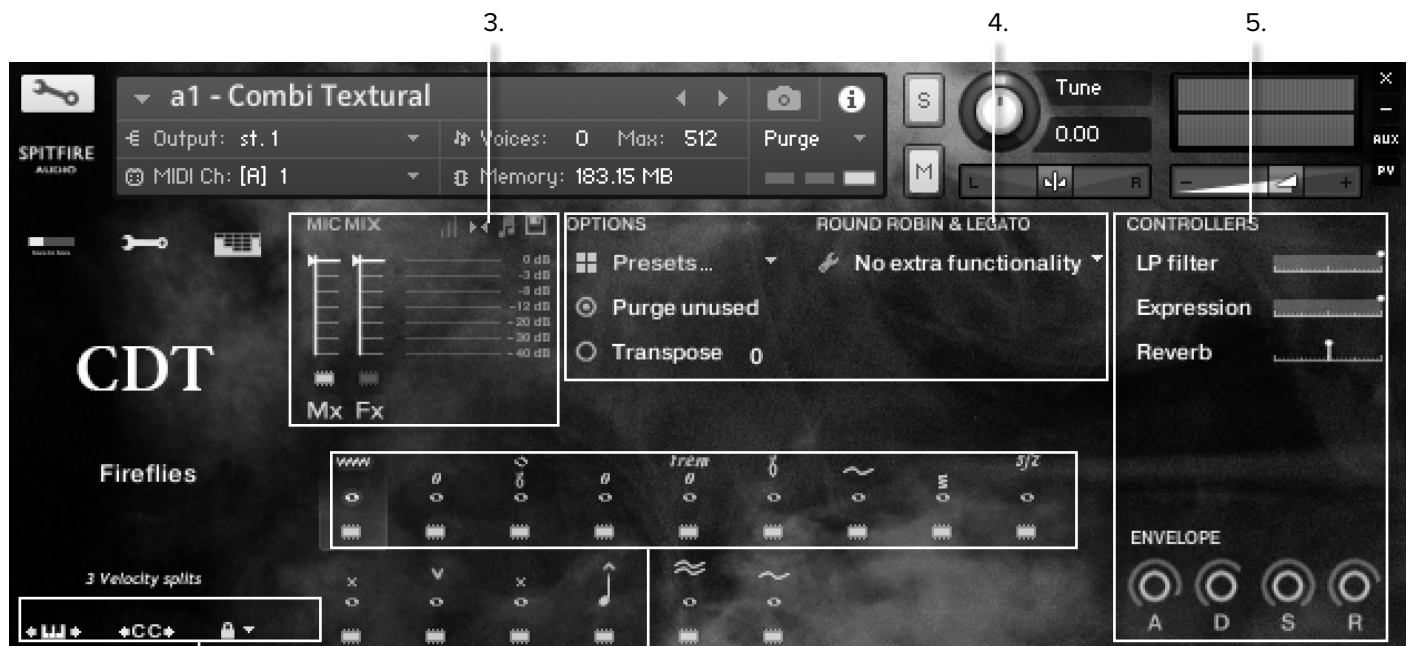 3. 4. 5.
a1 - Combi Textural
S
Tune
Output: st.1
Voices: 0 Max: 512
Purge
0.00
AUX
SPITFIRE
AUDIO
MIDI Ch: [A] 1
Memory: 183.15 MB
M
L R
- +
PV
MIC MIX
0 dB
-3 dB
-12 dB
-20 dB
-30 dB
-40 dB
Mx Fx
OPTIONS
Presets...
Purge unused
Transpose 0
ROUND ROBIN & LEGATO
No extra functionality
CONTROLLERS
LP filter
Expression
Reverb
CDT
Fireflies
trem
sfz
3 Velocity splits
CC
ENVELOPE
A D S R